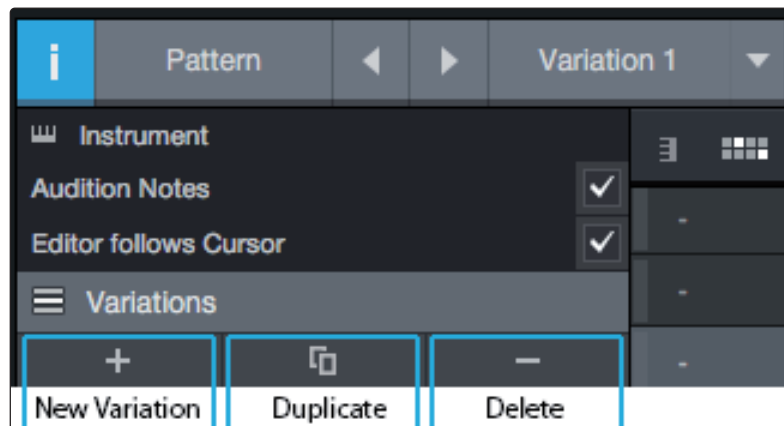 i Pattern Variation 1
Instrument
Audition Notes
-
Editor follows Cursor
Variations
-
+ −
-
New Variation Duplicate Delete